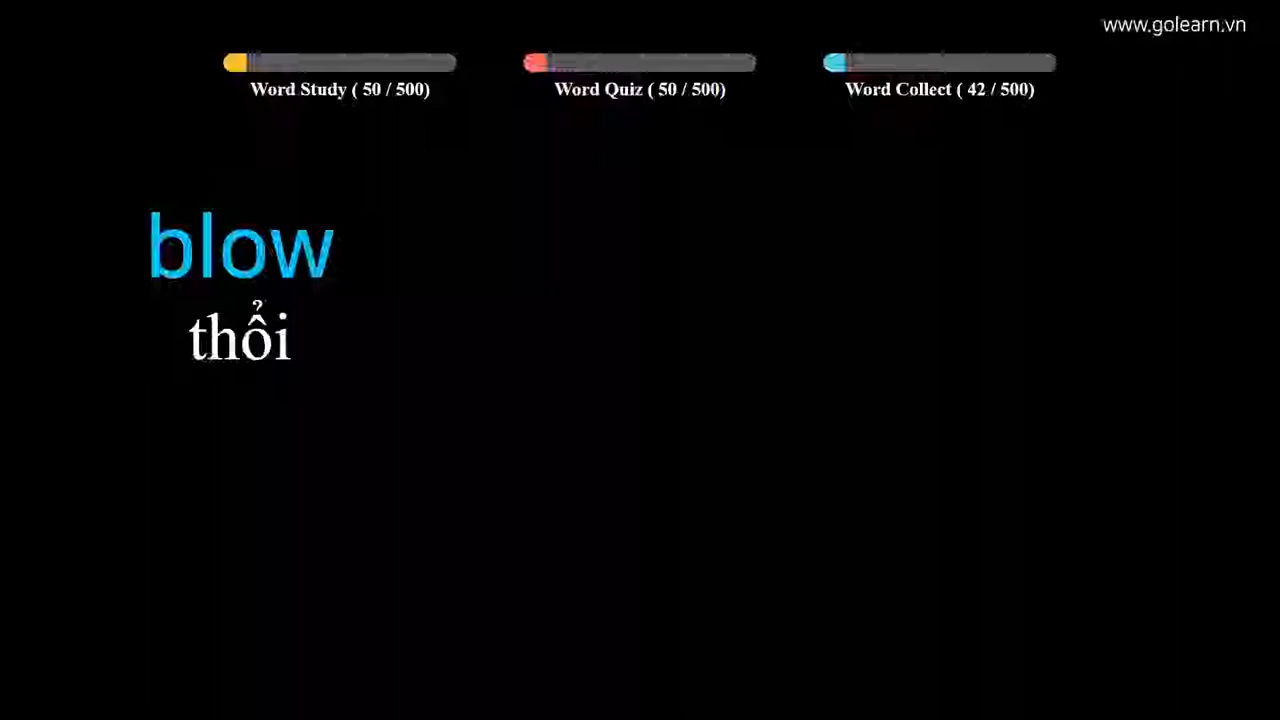 www.golearn.vn
Word Study ( 50 / 500)
Word Quiz ( 50 / 500)
Word Collect ( 42 / 500)
blow
thổi